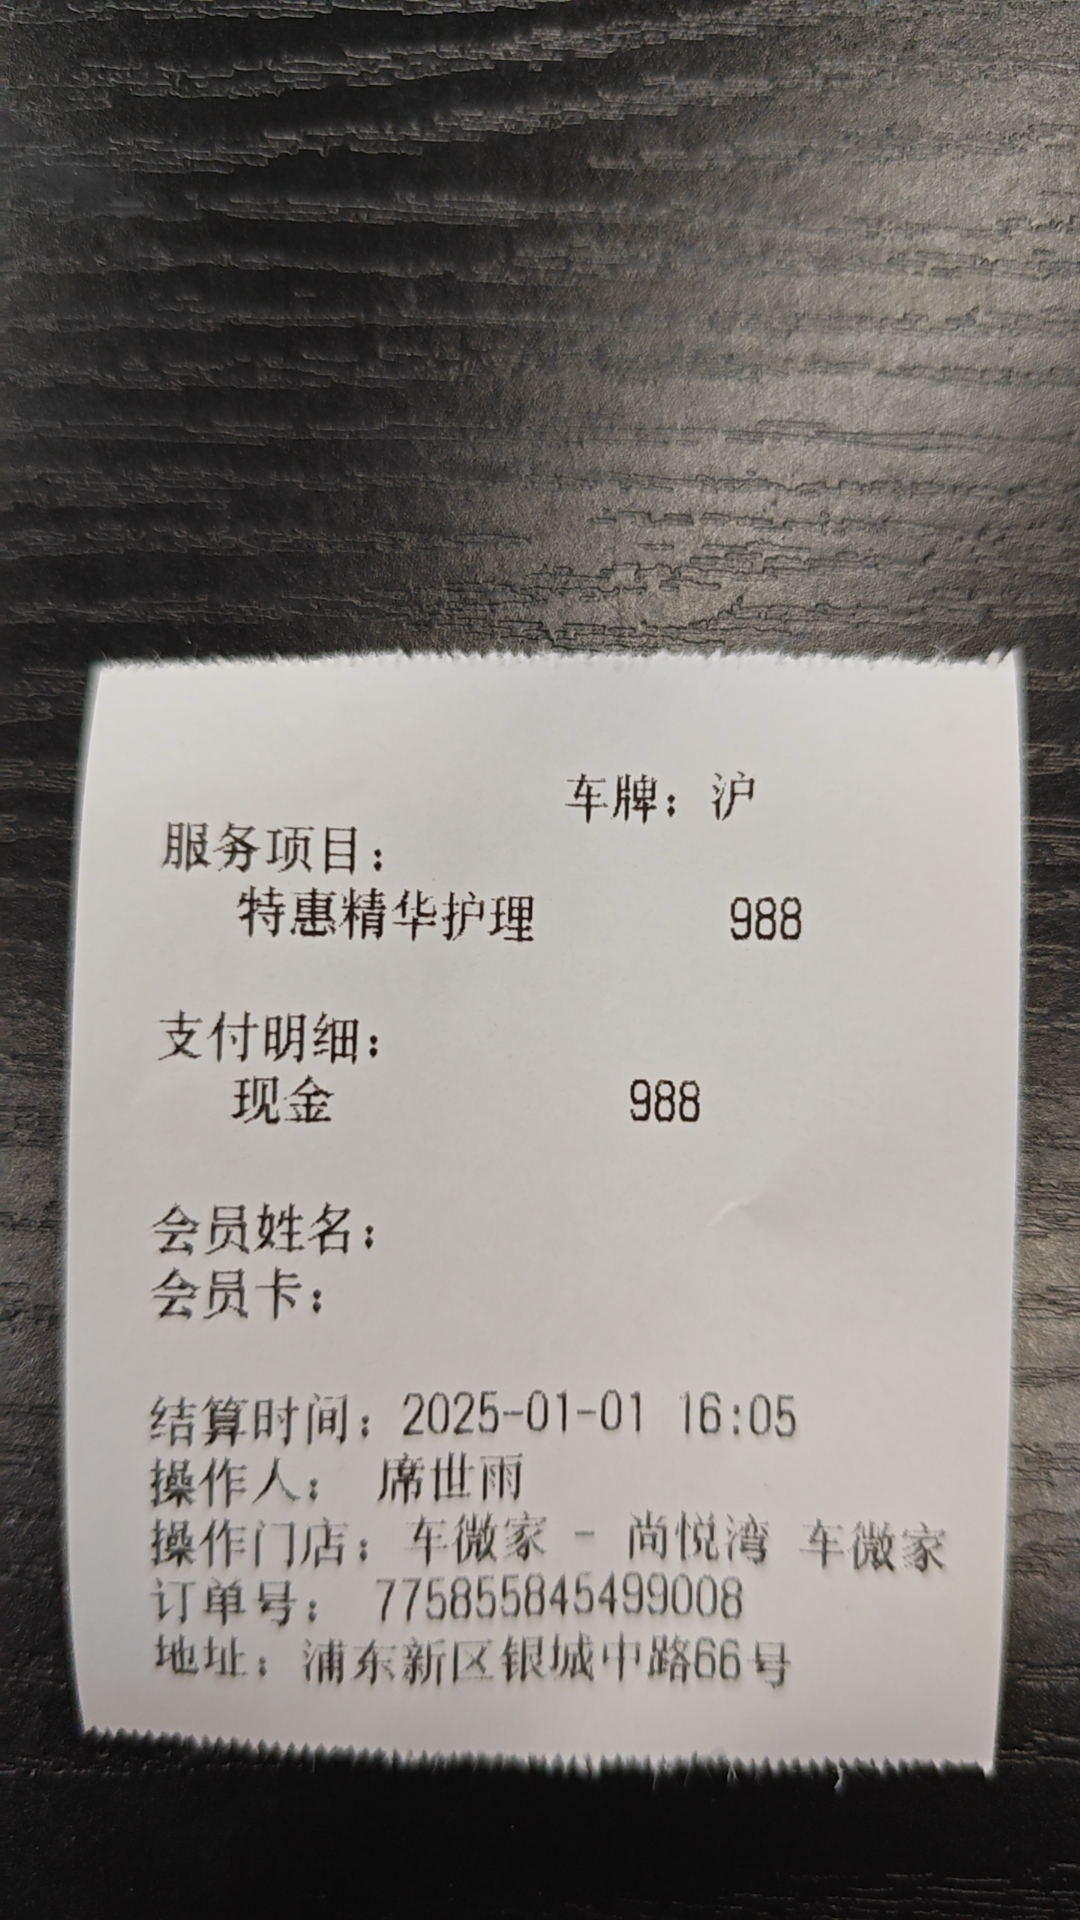 车牌：沪
服务项目：
特惠精华护理 988
支付明细：
现金 988
会员姓名：
会员卡：
结算时间：2025-01-01 16:05
操作人： 席世雨
操作门店：车微家 - 尚悦湾 车微家
订单号： 775855845499008
地址：浦东新区银城中路66号